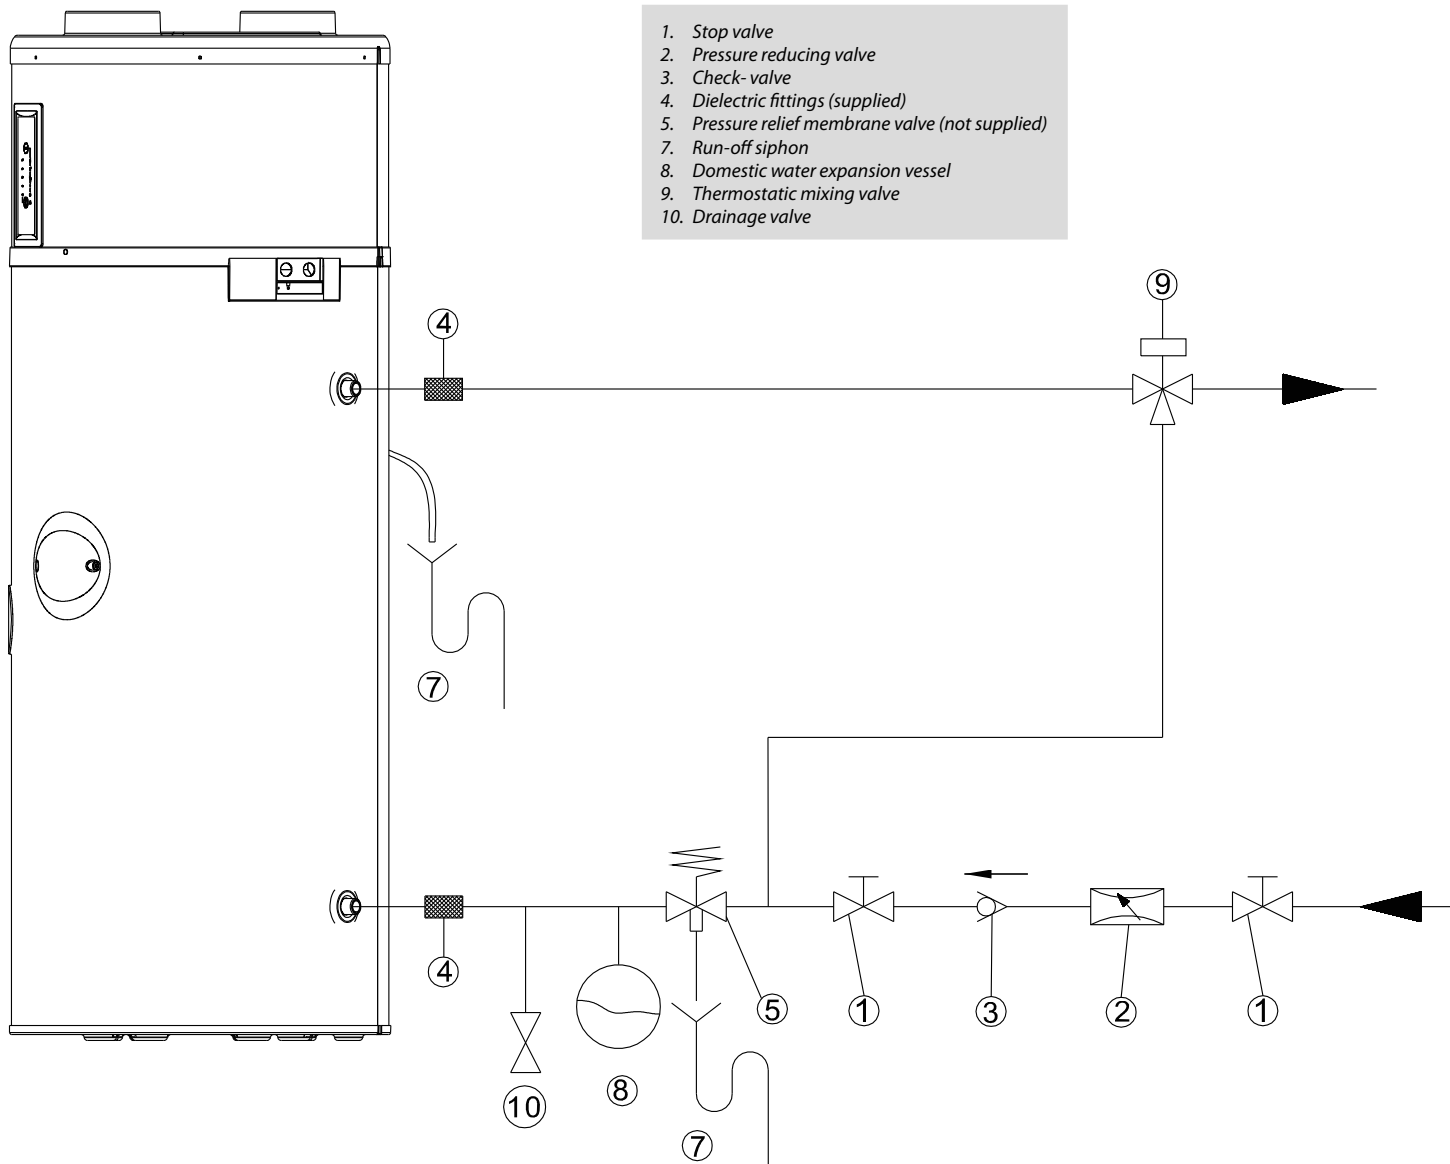 1. Stop valve
2. Pressure reducing valve
3. Check- valve
4. Dielectric fittings (supplied)
5. Pressure relief membrane valve (not supplied)
7. Run-off siphon
8. Domestic water expansion vessel
9. Thermostatic mixing valve
10. Drainage valve
9
4
7
4
5
1
3
2
1
8
10
7